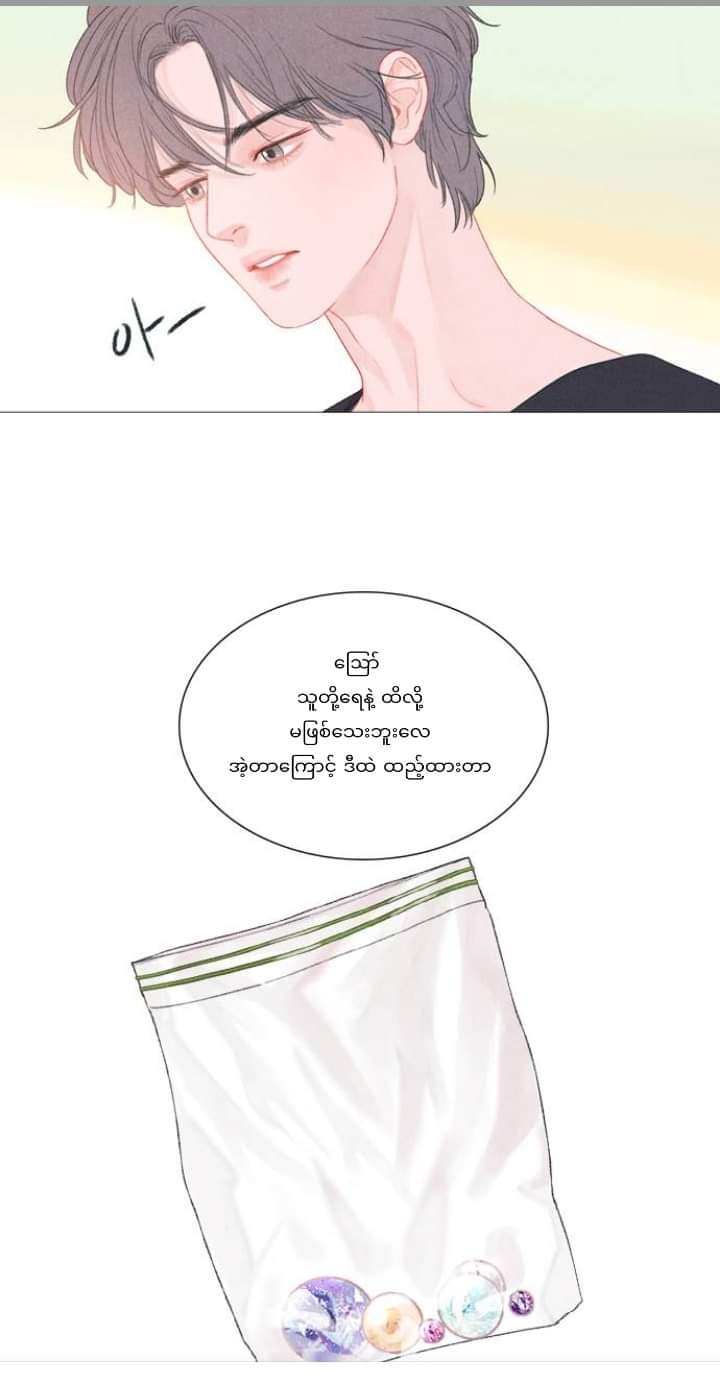 아-
သြော်
သူတို့ရေနဲ့ ထိလို့
မဖြစ်သေးဘူးလေ
အဲ့တာကြောင့် ဒီထဲ ထည့်ထားတာ